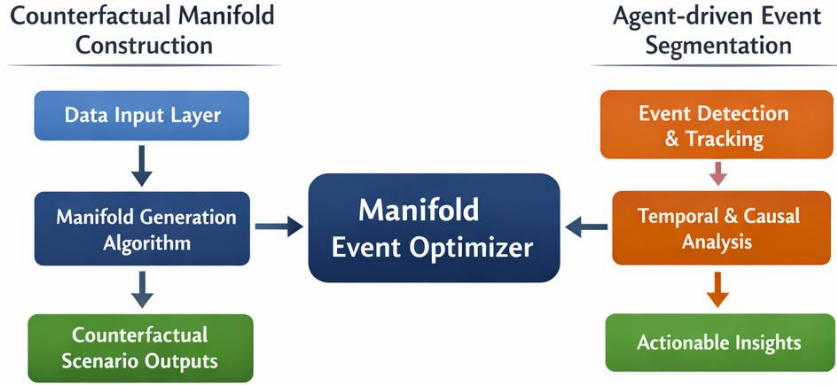 Counterfactual Manifold
Construction
Data Input Layer
Manifold Generation
Algorithm
Counterfactual
Scenario Outputs
Manifold
Event Optimizer
Agent-driven Event
Segmentation
Event Detection
& Tracking
Temporal & Causal
Analysis
Actionable Insights